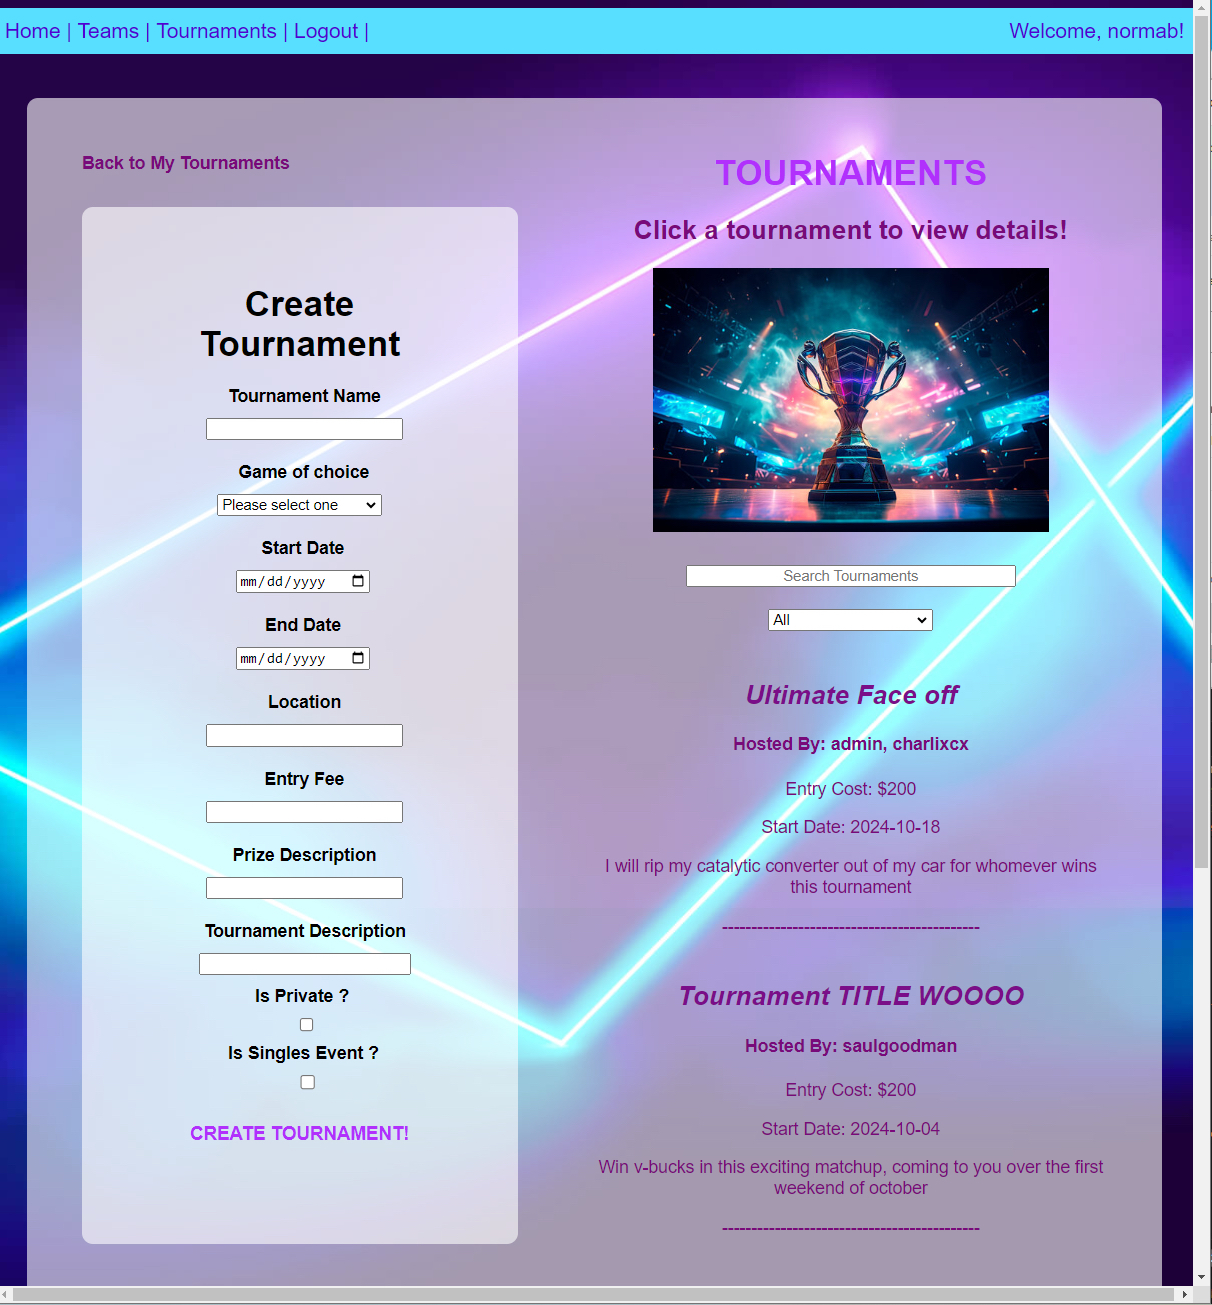 Home | Teams | Tournaments | Logout |
Welcome, normab!
Back to My Tournaments
Create
Tournament
Tournament Name
Game of choice
Please select one
Start Date
mm/dd/yyyy
End Date
mm/dd/yyyy
Location
Entry Fee
Prize Description
Tournament Description
Is Private ?
Is Singles Event ?
CREATE TOURNAMENT!
TOURNAMENTS
Click a tournament to view details!
Search Tournaments
All
Ultimate Face off
Hosted By: admin, charlixcx
Entry Cost: $200
Start Date: 2024-10-18
I will rip my catalytic converter out of my car for whomever wins
this tournament
-------------------------------------------
Tournament TITLE WOOOO
Hosted By: saulgoodman
Entry Cost: $200
Start Date: 2024-10-04
Win v-bucks in this exciting matchup, coming to you over the first
weekend of october
-------------------------------------------